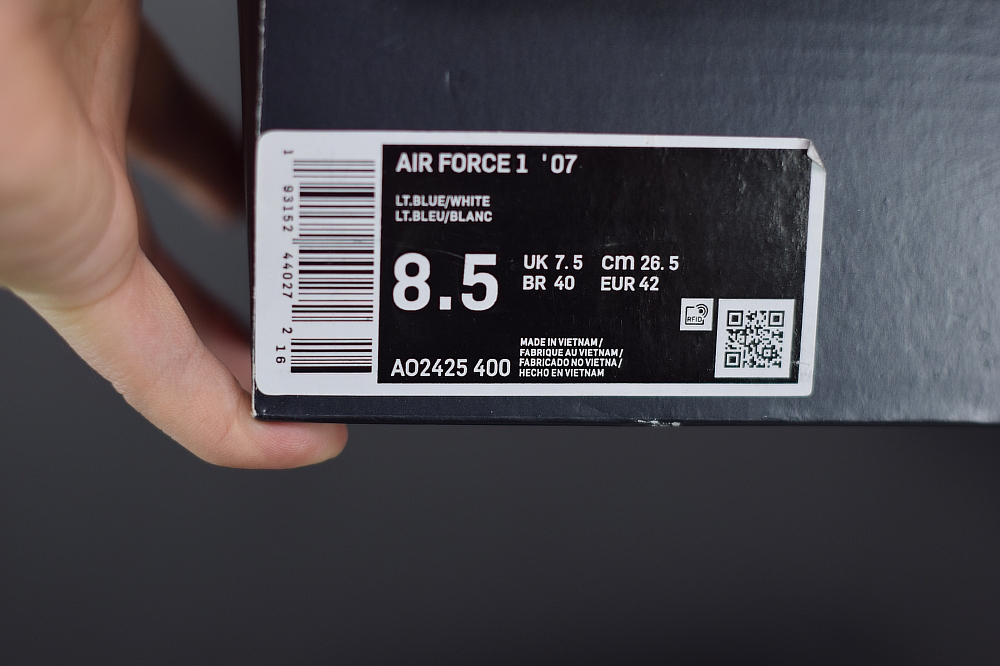 AIR FORCE 1 '07
LT.BLUE/WHITE
LT.BLEU/BLANC
8.5
UK 7.5 cm 26.5
BR 40 EUR 42
RFID
AO2425 400
MADE IN VIETNAM/
FABRIQUE AU VIETNAM/
FABRICADO NO VIETNA/
HECHO EN VIETNAM
1 93152 44027 2 16